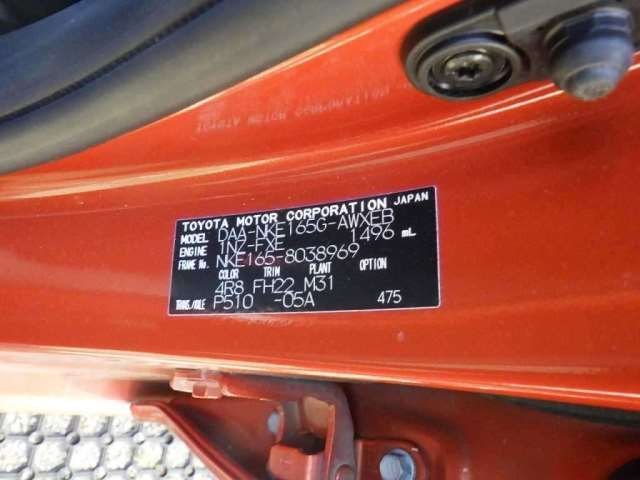 TOYOTA MOTOR CORPORATION JAPAN
MODEL DAA-NKE165G-AWXEB
ENGINE 1NZ-FXE 1496 mL
FRAME No. NKE165-8038969
COLOR TRIM PLANT OPTION
4R8 FH22 M31
TRANS./AXLE P510 -05A 475